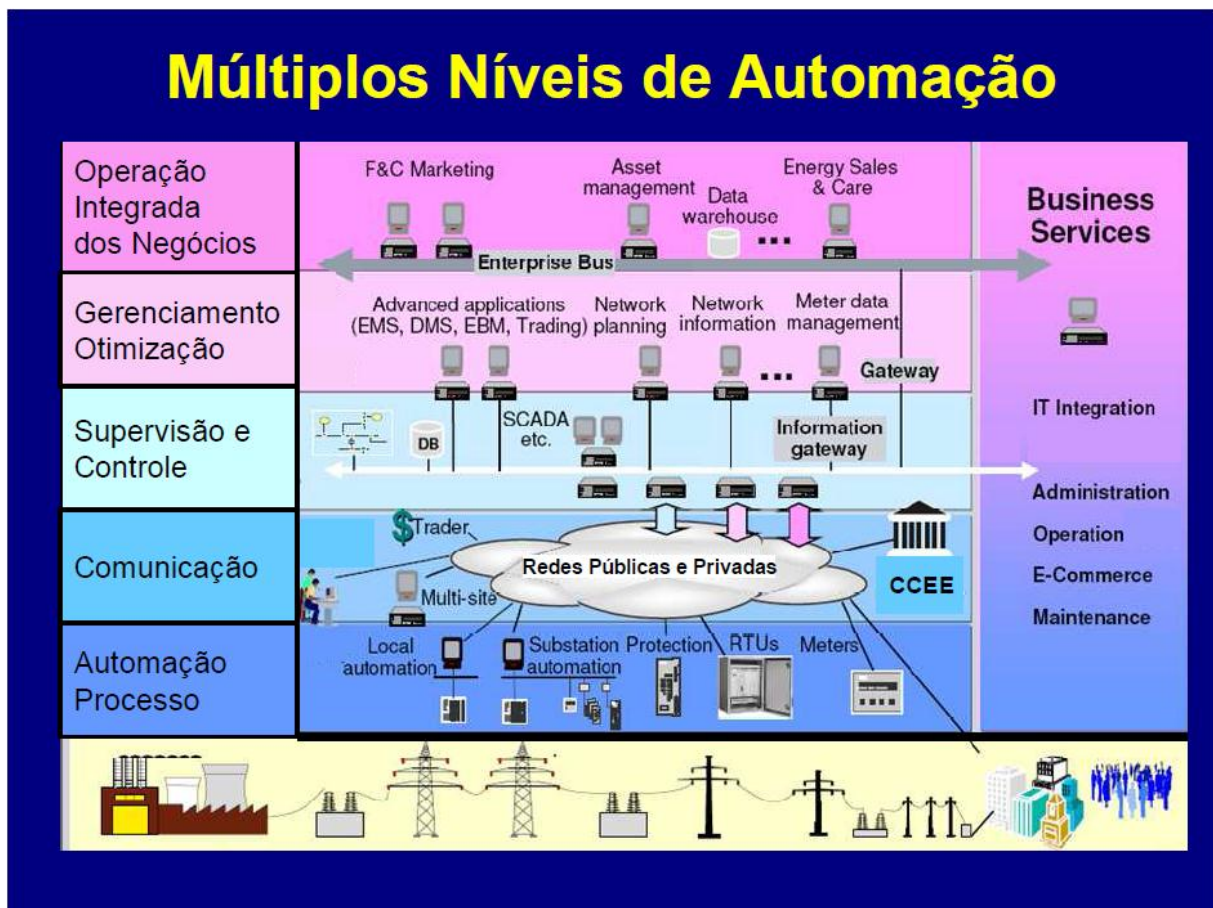 Múltiplos Níveis de Automação
Operação
Integrada
dos Negócios
F&C Marketing
Asset
management
Data
warehouse
...
Energy Sales
& Care
Enterprise Bus
Business
Services
Gerenciamento
Otimização
Advanced applications
(EMS, DMS, EBM, Trading)
Network
planning
Network
information
...
Meter data
management
Gateway
IT Integration
Supervisão e
Controle
DB
SCADA
etc.
Information
gateway
Administration
Operation
E-Commerce
Maintenance
Comunicação
$
Trader
Redes Públicas e Privadas
Multi-site
CCEE
Automação
Processo
Local
automation
Substation
automation
Protection
RTUs
Meters